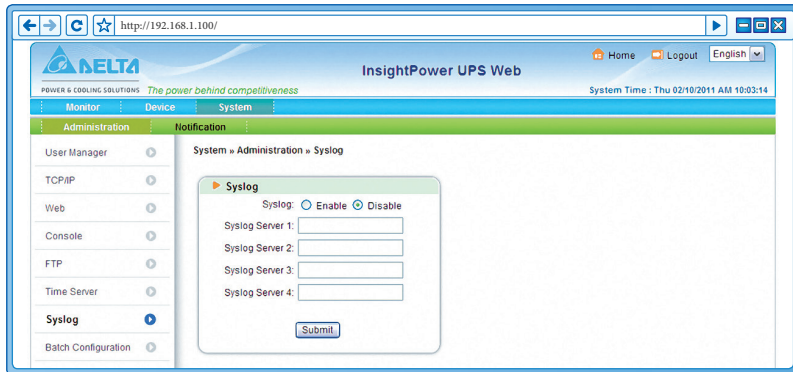 http://192.168.1.100/
Home Logout English
DELTA
POWER & COOLING SOLUTIONS The power behind competitiveness
InsightPower UPS Web
System Time : Thu 02/10/2011 AM 10:03:14
Monitor Device System
Administration Notification
User Manager
TCP/IP
Web
Console
FTP
Time Server
Syslog
Batch Configuration
System » Administration » Syslog
Syslog
Syslog: Enable Disable
Syslog Server 1:
Syslog Server 2:
Syslog Server 3:
Syslog Server 4:
Submit